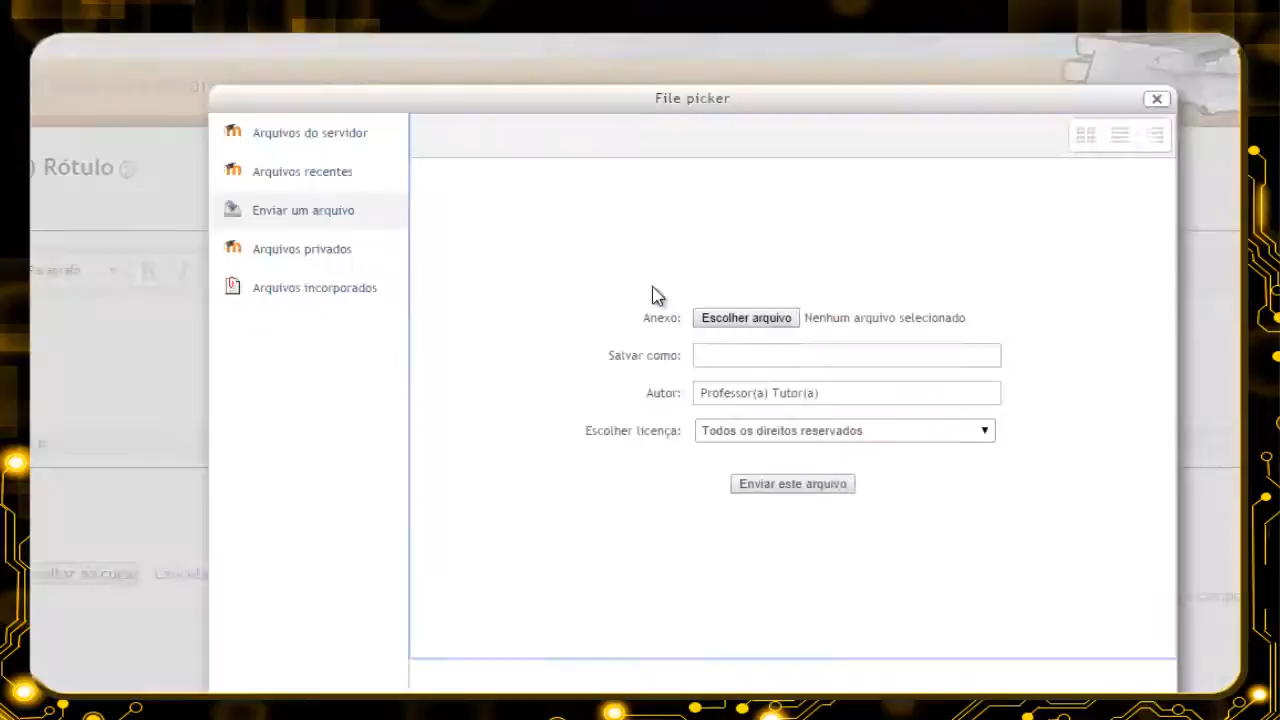 File picker
Arquivos do servidor
Arquivos recentes
Enviar um arquivo
Arquivos privados
Arquivos incorporados
Rótulo
Anexo: Escolher arquivo Nenhum arquivo selecionado
Salvar como:
Autor: Professor(a) Tutor(a)
Escolher licença: Todos os direitos reservados
Enviar este arquivo